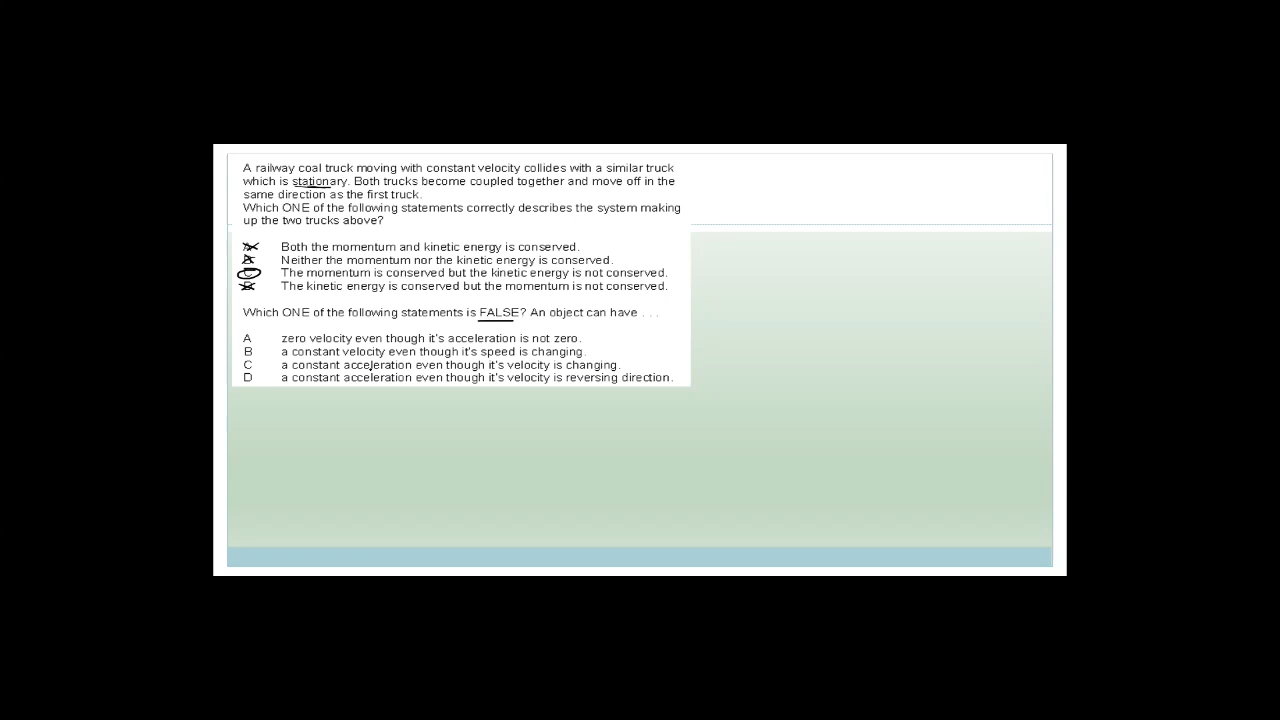 A railway coal truck moving with constant velocity collides with a similar truck
which is stationary. Both trucks become coupled together and move off in the
same direction as the first truck.
Which ONE of the following statements correctly describes the system making
up the two trucks above?
A Both the momentum and kinetic energy is conserved.
B Neither the momentum nor the kinetic energy is conserved.
C The momentum is conserved but the kinetic energy is not conserved.
D The kinetic energy is conserved but the momentum is not conserved.
Which ONE of the following statements is FALSE? An object can have . . .
A zero velocity even though it's acceleration is not zero.
B a constant velocity even though it's speed is changing.
C a constant acceleration even though it's velocity is changing.
D a constant acceleration even though it's velocity is reversing direction.